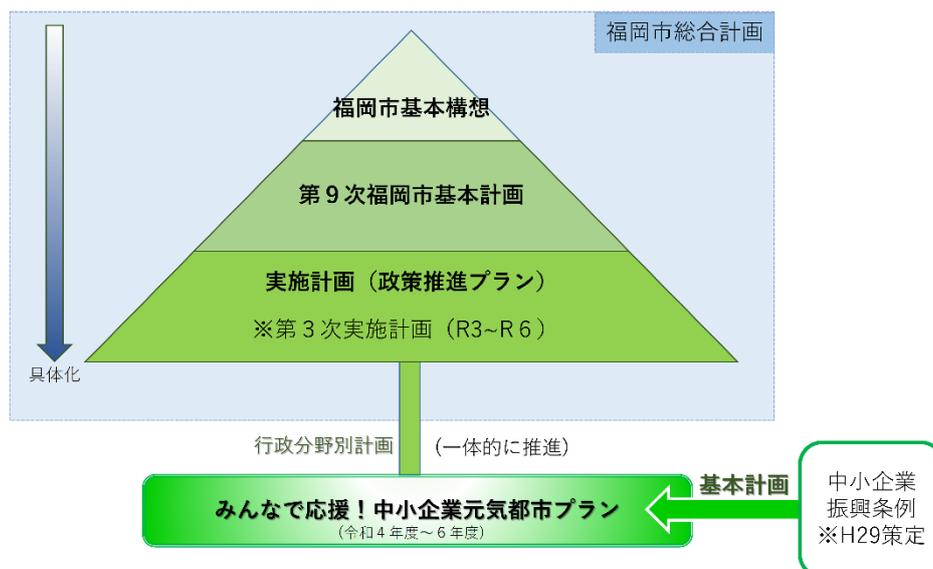 福岡市総合計画
福岡市基本構想
第９次福岡市基本計画
実施計画（政策推進プラン）
※第３次実施計画（R3~R６）
具体化
行政分野別計画 (一体的に推進)
みんなで応援！中小企業元気都市プラン
（令和４年度～６年度）
基本計画
中小企業
振興条例
※H29策定